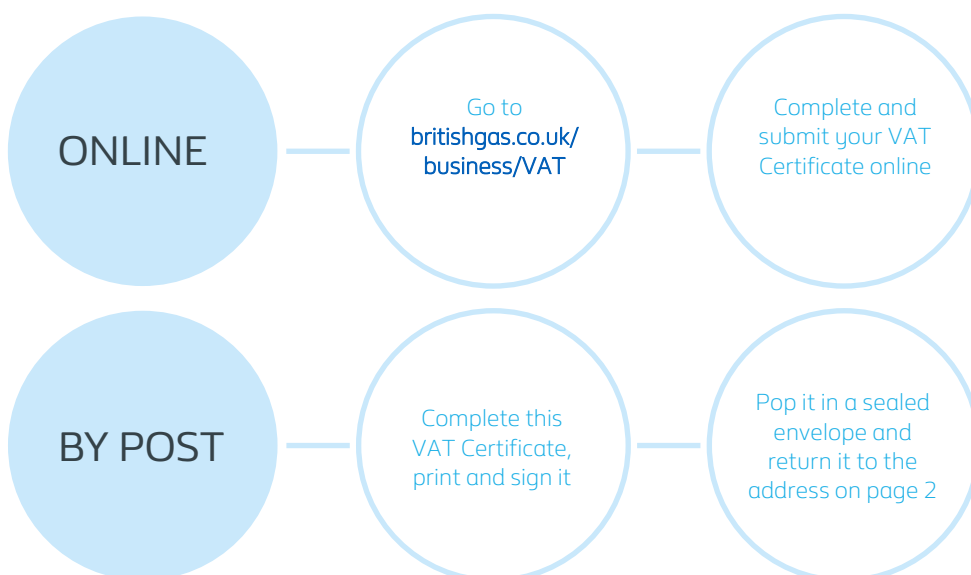 ONLINE
Go to
britishgas.co.uk/
business/VAT
Complete and
submit your VAT
Certificate online
BY POST
Complete this
VAT Certificate,
print and sign it
Pop it in a sealed
envelope and
return it to the
address on page 2